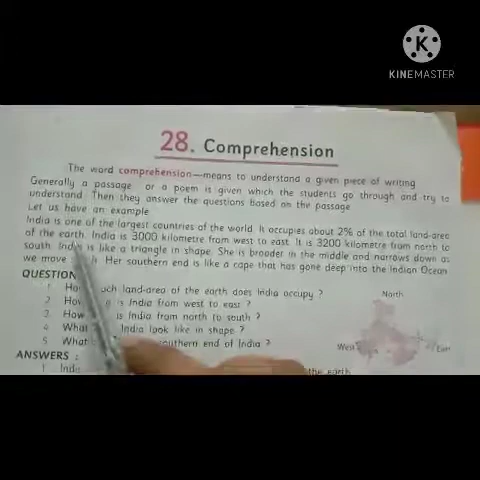 K
KINEMASTER
28. Comprehension
The word comprehension—means to understand a given piece of writing
Generally a passage or a poem is given which the students go through and try to
understand. Then they answer the questions based on the passage
Let us have an example
India is one of the largest countries of the world. It occupies about 2% of the total land-area
of the earth. India is 3000 kilometre from west to east. It is 3200 kilometre from north to
south. India is like a triangle in shape. She is broader in the middle and narrows down as
we move Her southern end is like a cape that has gone deep into the Indian Ocean
QUESTION
1 land-area of the earth does India occupy ?
2 is India from west to east ?
3. is India from north to south ?
4 What India look like in shape ?
5 What southern end of India ?
North
West
East
ANSWERS :
1 the earth